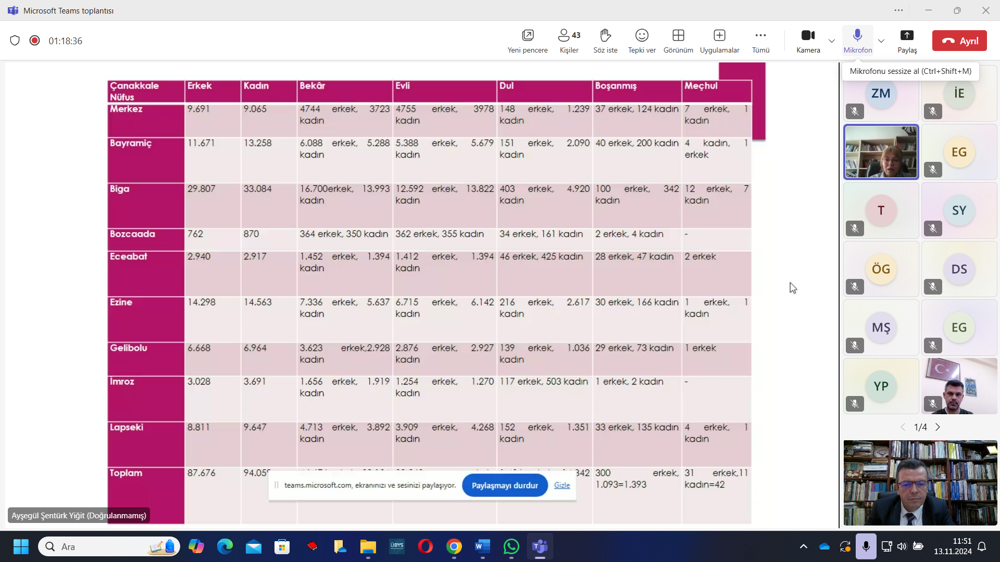 Microsoft Teams toplantısı
01:18:36
Yeni pencere
43
Kişiler
Söz iste
Tepki ver
Görünüm
Uygulamalar
Tümü
Kamera
Mikrofon
Paylaş
Ayrıl
Mikrofonu sessize al (Ctrl+Shift+M)
Çanakkale
Nüfus
Erkek
Kadın
Bekâr
Evli
Dul
Boşanmış
Meçhul
Merkez
9.691
9.065
4744 erkek, 3723
kadın
4755 erkek, 3978
kadın
148 erkek, 1.239
kadın
37 erkek, 124 kadın
7 erkek, 1
kadın
Bayramiç
11.671
13.258
6.088 erkek, 5.288
kadın
5.388 erkek, 5.679
kadın
151 erkek, 2.090
kadın
40 erkek, 200 kadın
4 kadın, 1
erkek
Biga
29.807
33.084
16.700erkek, 13.993
kadın
12.592 erkek, 13.822
kadın
403 erkek, 4.920
kadın
100 erkek, 342
kadın
12 erkek, 7
kadın
Bozcaada
762
870
364 erkek, 350 kadın
362 erkek, 355 kadın
34 erkek, 161 kadın
2 erkek, 4 kadın
-
Eceabat
2.940
2.917
1.452 erkek, 1.394
kadın
1.412 erkek, 1.394
kadın
46 erkek, 425 kadın
28 erkek, 47 kadın
2 erkek
Ezine
14.298
14.563
7.336 erkek, 5.637
kadın
6.715 erkek, 6.142
kadın
216 erkek, 2.617
kadın
30 erkek, 166 kadın
1 erkek, 1
kadın
Gelibolu
6.668
6.964
3.623 erkek,2.928
kadın
2.876 erkek, 2.927
kadın
139 erkek, 1.036
kadın
29 erkek, 73 kadın
1 erkek
İmroz
3.028
3.691
1.656 erkek, 1.919
kadın
1.254 erkek, 1.270
kadın
117 erkek, 503 kadın
1 erkek, 2 kadın
-
Lapseki
8.811
9.647
4.713 erkek, 3.892
kadın
3.909 erkek, 4.268
kadın
152 erkek, 1.351
kadın
33 erkek, 135 kadın
4 erkek, 1
kadın
Toplam
87.676
300 erkek,
1.093=1.393
31 erkek,11
kadın=42
teams.microsoft.com, ekranınızı ve sesinizi paylaşıyor.
Paylaşmayı durdur
Gizle
Ayşegül Şentürk Yiğit (Doğrulanmamış)
ZM
İE
EG
T
SY
ÖG
DS
MŞ
EG
YP
1/4
Ara
ÜBYS
11:51
13.11.2024